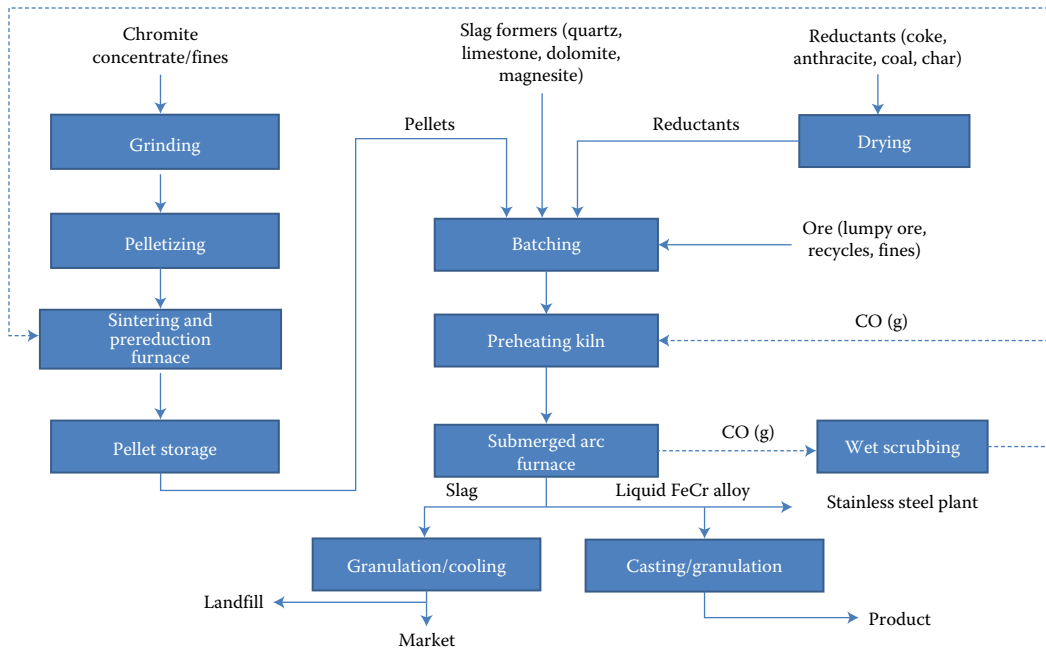 Chromite
concentrate/fines
Slag formers (quartz,
limestone, dolomite,
magnesite)
Reductants (coke,
anthracite, coal, char)
Grinding
Pellets
Reductants
Drying
Pelletizing
Batching
Ore (lumpy ore,
recycles, fines)
Sintering and
prereduction
furnace
Preheating kiln
CO (g)
Pellet storage
Submerged arc
furnace
CO (g)
Wet scrubbing
Slag
Liquid FeCr alloy
Stainless steel plant
Granulation/cooling
Casting/granulation
Landfill
Market
Product